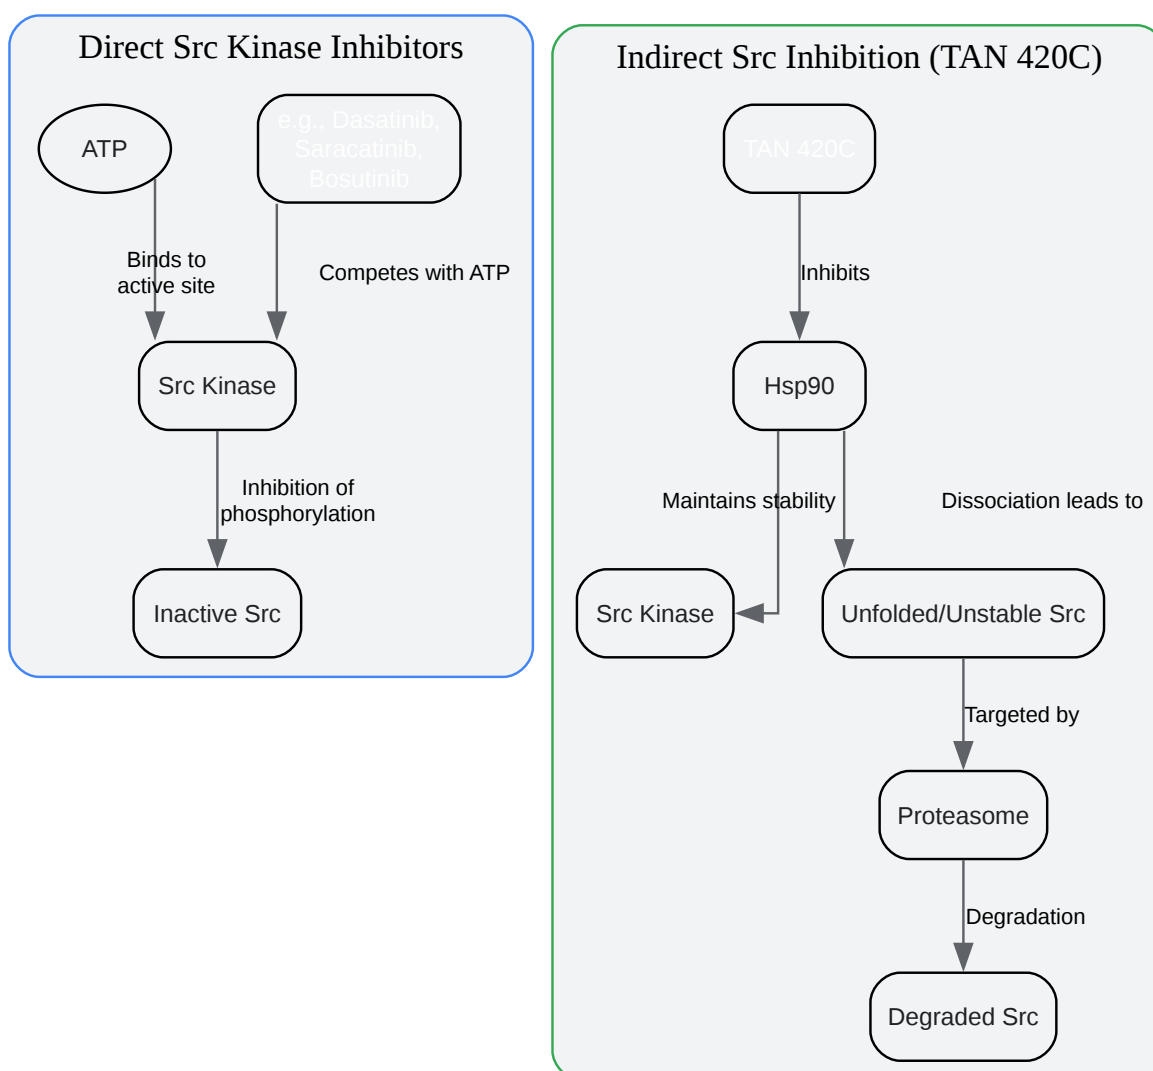 Direct Src Kinase Inhibitors
ATP
e.g., Dasatinib,
Saracatinib,
Bosutinib
Binds to
active site
Competes with ATP
Src Kinase
Inhibition of
phosphorylation
Inactive Src
Indirect Src Inhibition (TAN 420C)
TAN 420C
Inhibits
Hsp90
Maintains stability
Dissociation leads to
Src Kinase
Unfolded/Unstable Src
Targeted by
Proteasome
Degradation
Degraded Src